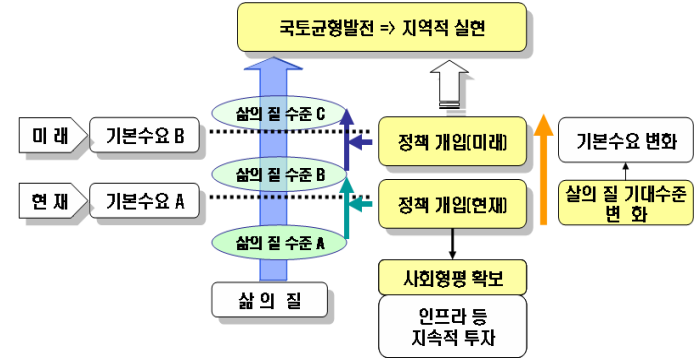 국토균형발전 => 지역적 실현
삶의 질 수준 C
미 래
기본수요 B
정책 개입(미래)
기본수요 변화
삶의 질 수준 B
현 재
기본수요 A
정책 개입(현재)
살의 질 기대수준
변 화
삶의 질 수준 A
사회형평 확보
삶 의 질
인프라 등
지속적 투자